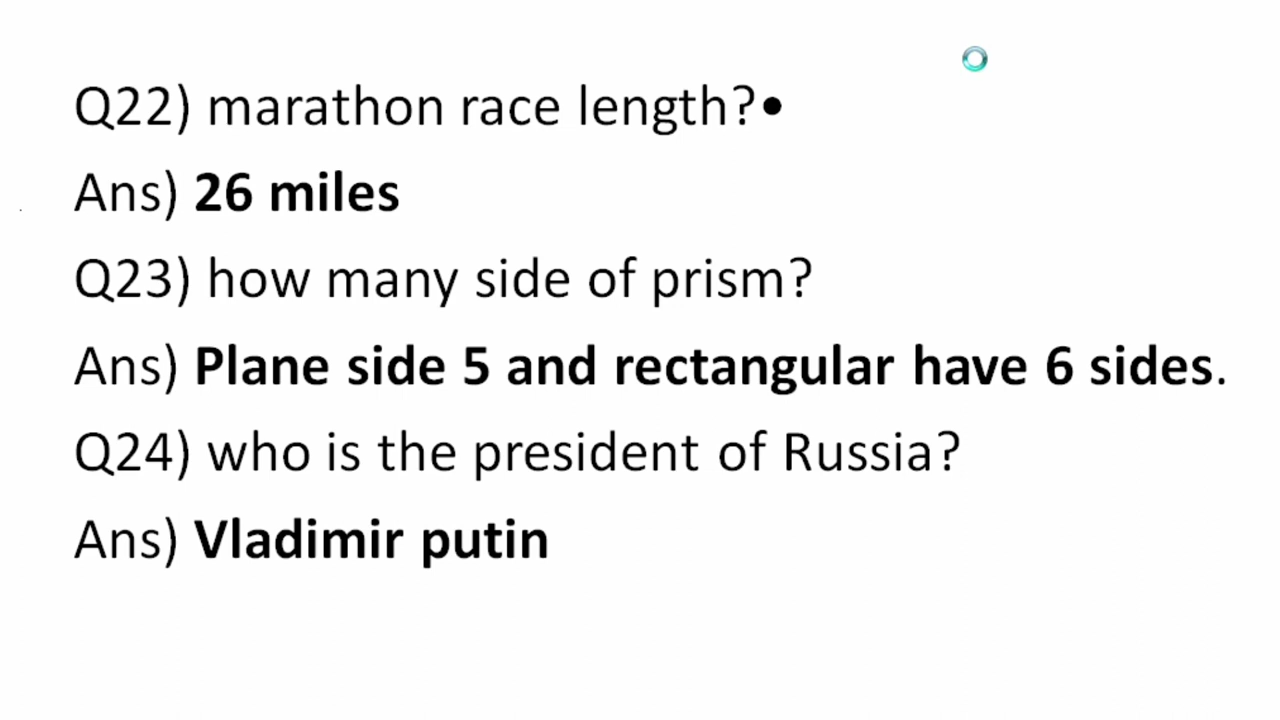 Q22) marathon race length?•
Ans) 26 miles
Q23) how many side of prism?
Ans) Plane side 5 and rectangular have 6 sides.
Q24) who is the president of Russia?
Ans) Vladimir putin